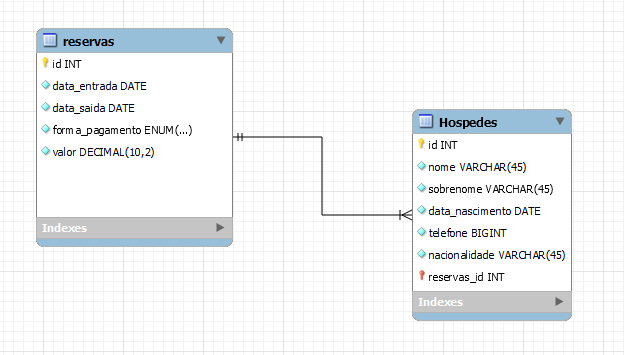 reservas
id INT
data_entrada DATE
data_saida DATE
forma_pagamento ENUM(...)
valor DECIMAL(10,2)
Indexes
Hospedes
id INT
nome VARCHAR(45)
sobrenome VARCHAR(45)
data_nascimento DATE
telefone BIGINT
nacionalidade VARCHAR(45)
reservas_id INT
Indexes